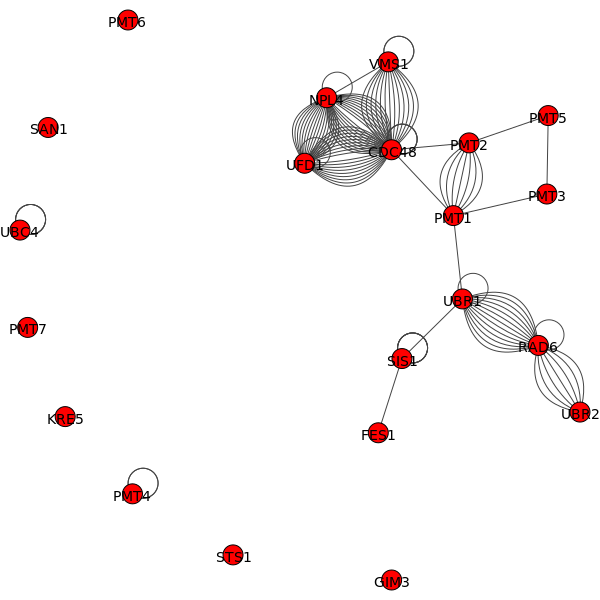 PMT6
VMS1
NPL4
SAN1
PMT5
CDC48
PMT2
UFD1
PMT3
PMT1
UBC4
UBR1
PMT7
RAD6
SIS1
KRE5
UBR2
FES1
PMT4
STS1
GIM3